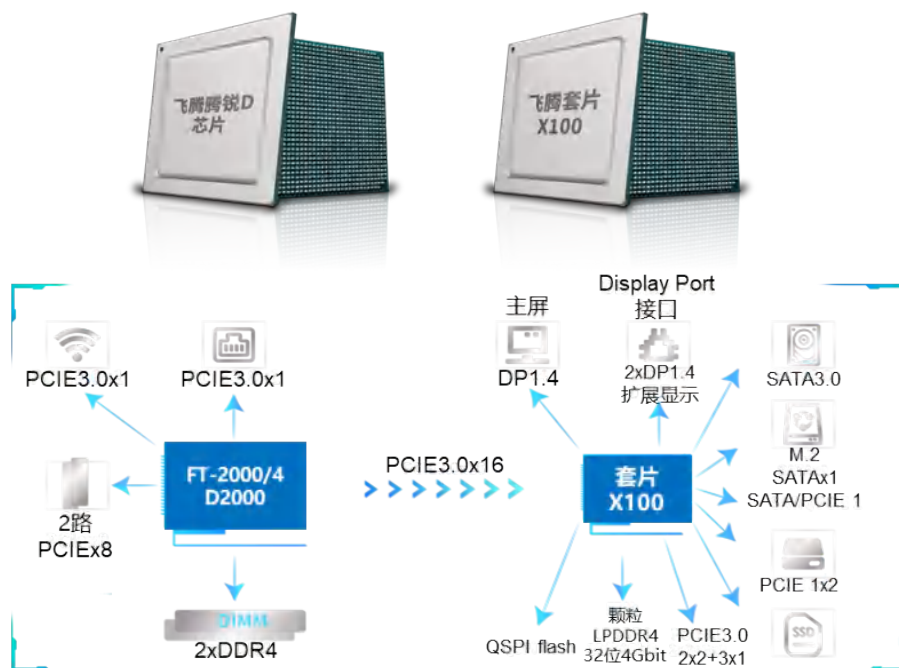 飞腾腾锐D
芯片
飞腾套片
X100
Display Port
接口
主屏
DP1.4
2xDP1.4
扩展显示
PCIE3.0x1
PCIE3.0x1
SATA3.0
FT-2000/4
D2000
PCIE3.0x16
套片
X100
M.2
SATAx1
SATA/PCIE 1
2路
PCIEx8
PCIE 1x2
DIMM
2xDDR4
QSPI flash
颗粒
LPDDR4
32位4Gbit
PCIE3.0
2x2+3x1
SSD